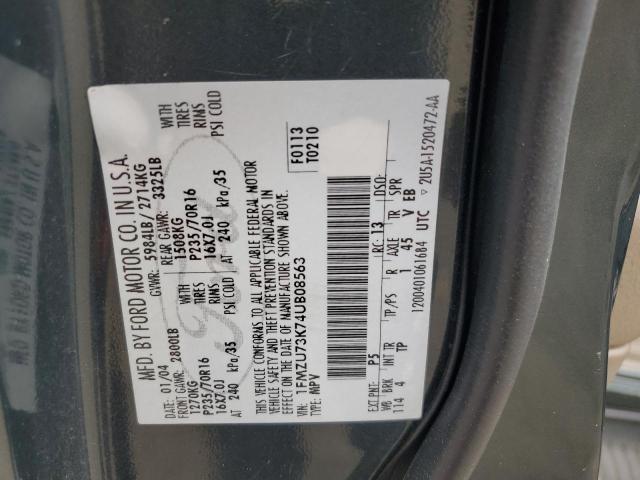 MFD. BY FORD MOTOR CO. IN U.S.A.
DATE: 01/04 GVWR: 5984LB/2714KG
FRONT GAWR: 2800LB REAR GAWR: 3325LB
1270KG WITH 1508KG WITH
P235/70R16 TIRES P235/70R16 TIRES
16X7.0J RIMS 16X7.0J RIMS
AT 240 kPa/35 PSI COLD AT 240 kPa/35 PSI COLD
THIS VEHICLE CONFORMS TO ALL APPLICABLE FEDERAL MOTOR
VEHICLE SAFETY AND THEFT PREVENTION STANDARDS IN
EFFECT ON THE DATE OF MANUFACTURE SHOWN ABOVE.
VIN: 1FMZU73K74UB08563
TYPE: MPV
F0113
T0210
EXT PNT: P5 RC: 13 DSO:
WB BRK TP/PS R AXLE TR SPR
114 4 TP 1 45 V EB
12004010616B4 UTC ▽ 2U5A-1520472-AA